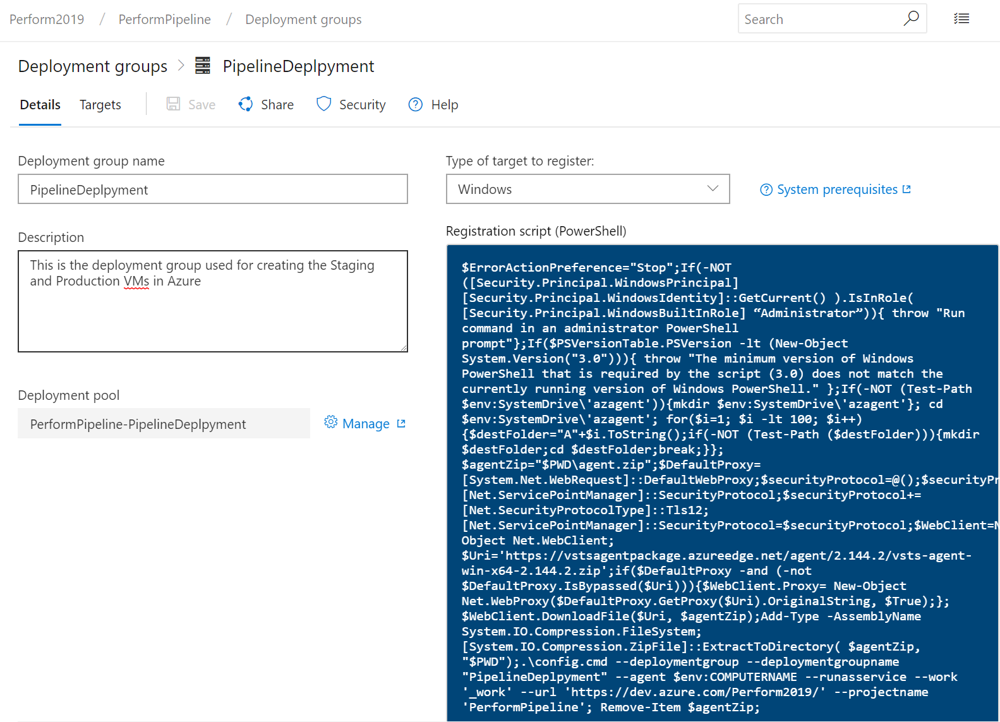 Perform2019 / PerformPipeline / Deployment groups
Search
Deployment groups > PipelineDeplpyment
Details Targets Save Share Security Help
Deployment group name
PipelineDeplpyment
Description
This is the deployment group used for creating the Staging
and Production VMs in Azure
Deployment pool
PerformPipeline-PipelineDeplpyment Manage
Type of target to register:
Windows
System prerequisites
Registration script (PowerShell)
$ErrorActionPreference="Stop";If(-NOT
([Security.Principal.WindowsPrincipal]
[Security.Principal.WindowsIdentity]::GetCurrent() ).IsInRole(
[Security.Principal.WindowsBuiltInRole] “Administrator”)){ throw "Run
command in an administrator PowerShell
prompt"};If($PSVersionTable.PSVersion -lt (New-Object
System.Version("3.0"))){ throw "The minimum version of Windows
PowerShell that is required by the script (3.0) does not match the
currently running version of Windows PowerShell." };If(-NOT (Test-Path
$env:SystemDrive\'azagent')){mkdir $env:SystemDrive\'azagent'}; cd
$env:SystemDrive\'azagent'; for($i=1; $i -lt 100; $i++)
{$destFolder="A"+$i.ToString();if(-NOT (Test-Path ($destFolder))){mkdir
$destFolder;cd $destFolder;break;}};
$agentZip="$PWD\agent.zip";$DefaultProxy=
[System.Net.WebRequest]::DefaultWebProxy;$securityProtocol=@();$securityPr
[Net.ServicePointManager]::SecurityProtocol;$securityProtocol+=
[Net.SecurityProtocolType]::Tls12;
[Net.ServicePointManager]::SecurityProtocol=$securityProtocol;$WebClient=N
Object Net.WebClient;
$Uri='https://vstsagentpackage.azureedge.net/agent/2.144.2/vsts-agent-
win-x64-2.144.2.zip';if($DefaultProxy -and (-not
$DefaultProxy.IsBypassed($Uri))){$WebClient.Proxy= New-Object
Net.WebProxy($DefaultProxy.GetProxy($Uri).OriginalString, $True);};
$WebClient.DownloadFile($Uri, $agentZip);Add-Type -AssemblyName
System.IO.Compression.FileSystem;
[System.IO.Compression.ZipFile]::ExtractToDirectory( $agentZip,
"$PWD");.\config.cmd --deploymentgroup --deploymentgroupname
"PipelineDeplpyment" --agent $env:COMPUTERNAME --runasservice --work
'_work' --url 'https://dev.azure.com/Perform2019/' --projectname
'PerformPipeline'; Remove-Item $agentZip;